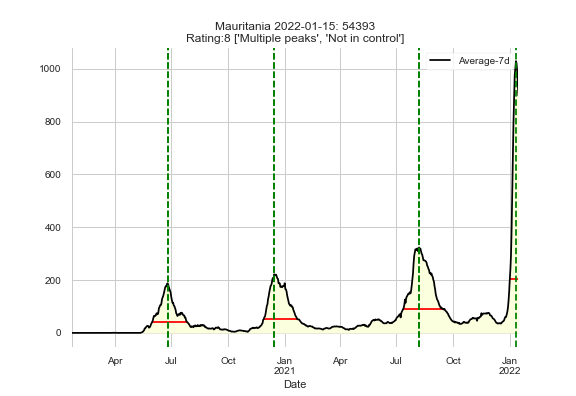 Mauritania 2022-01-15: 54393
Rating:8 ['Multiple peaks', 'Not in control']
Average-7d
1000
800
600
400
200
0
Apr Jul Oct Jan Apr Jul Oct Jan
2021 2022
Date